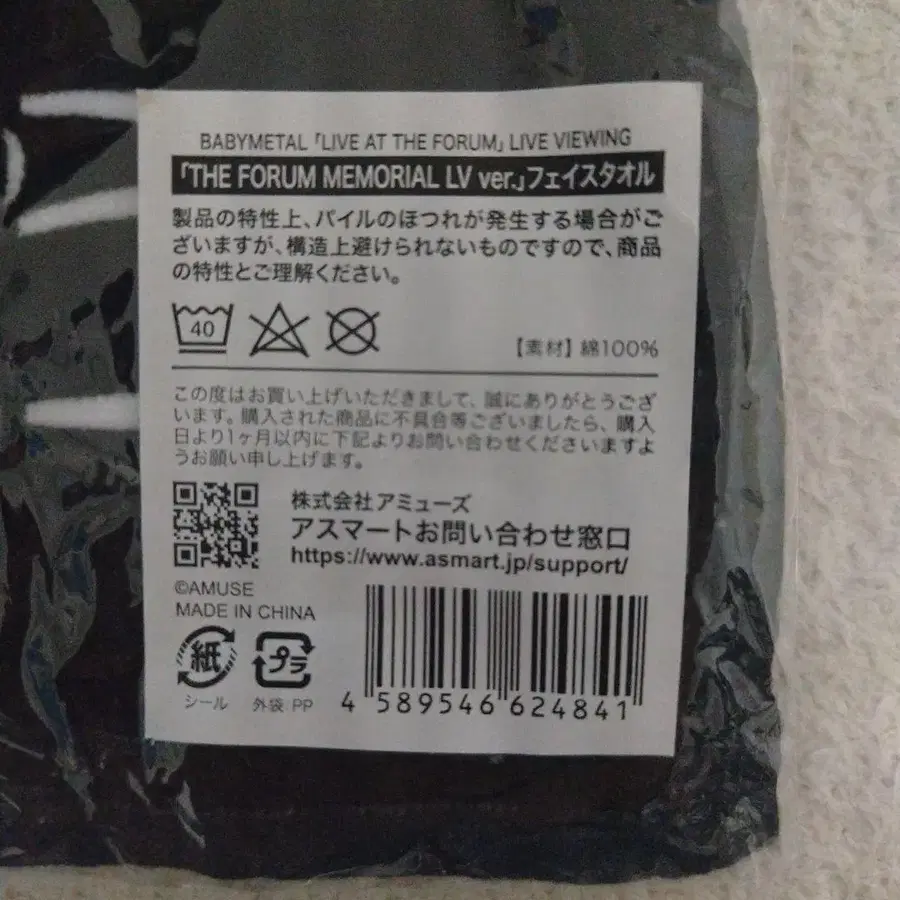 BABYMETAL「LIVE AT THE FORUM」LIVE VIEWING
「THE FORUM MEMORIAL LV ver.」フェイスタオル
製品の特性上、パイルのほつれが発生する場合がご
ざいますが、構造上避けられないものですので、商品
の特性とご理解ください。
40
【素材】綿100%
この度はお買い上げいただきまして、誠にありがとうござ
います。購入された商品に不具合等ございましたら、購入
日より1ヶ月以内に下記よりお問い合わせくださいますよ
うお願い申し上げます。
株式会社アミューズ
アスマートお問い合わせ窓口
https://www.asmart.jp/support/
©AMUSE
MADE IN CHINA
紙 プラ
シール 外袋:PP
4 589546 624841